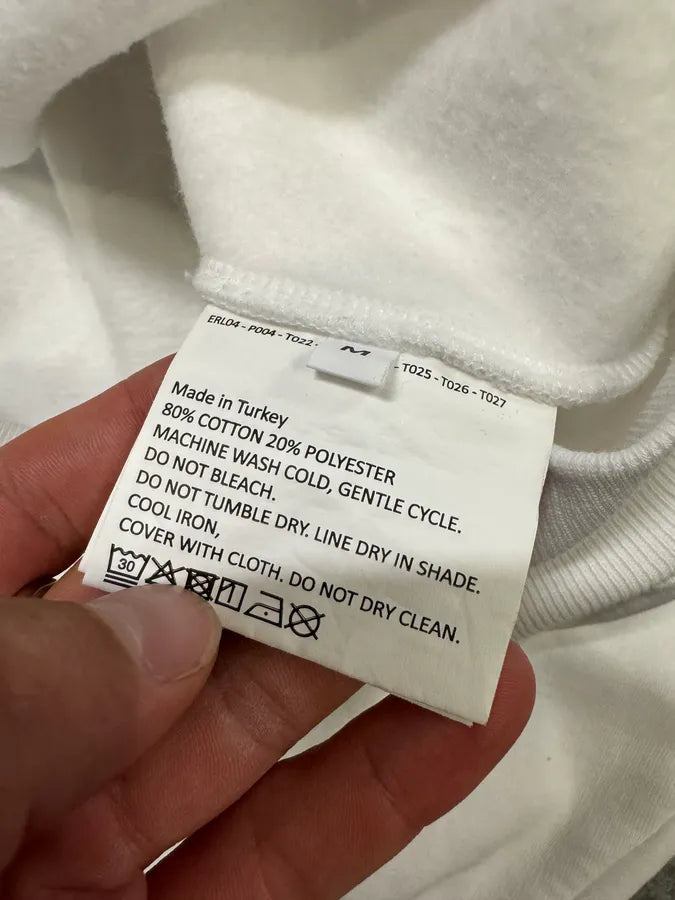 ERL04 - P004 - T022 -
M
- T025 - T026 - T027
Made in Turkey
80% COTTON 20% POLYESTER
MACHINE WASH COLD, GENTLE CYCLE.
DO NOT BLEACH.
DO NOT TUMBLE DRY. LINE DRY IN SHADE.
COOL IRON,
COVER WITH CLOTH. DO NOT DRY CLEAN.
30